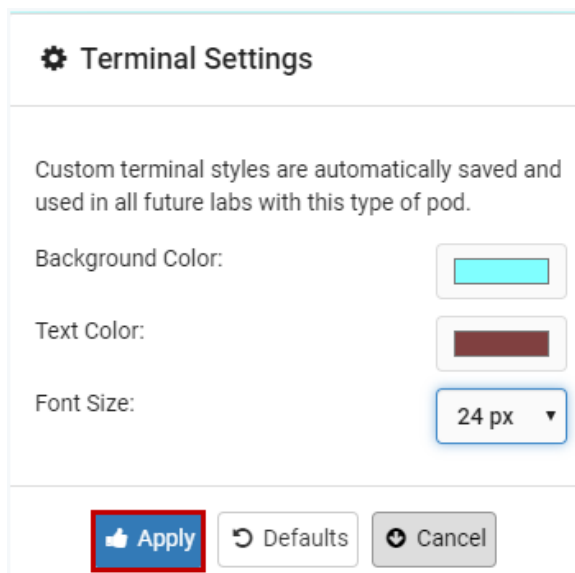 Terminal Settings
Custom terminal styles are automatically saved and
used in all future labs with this type of pod.
Background Color:
Text Color:
Font Size:
24 px
Apply
Defaults
Cancel